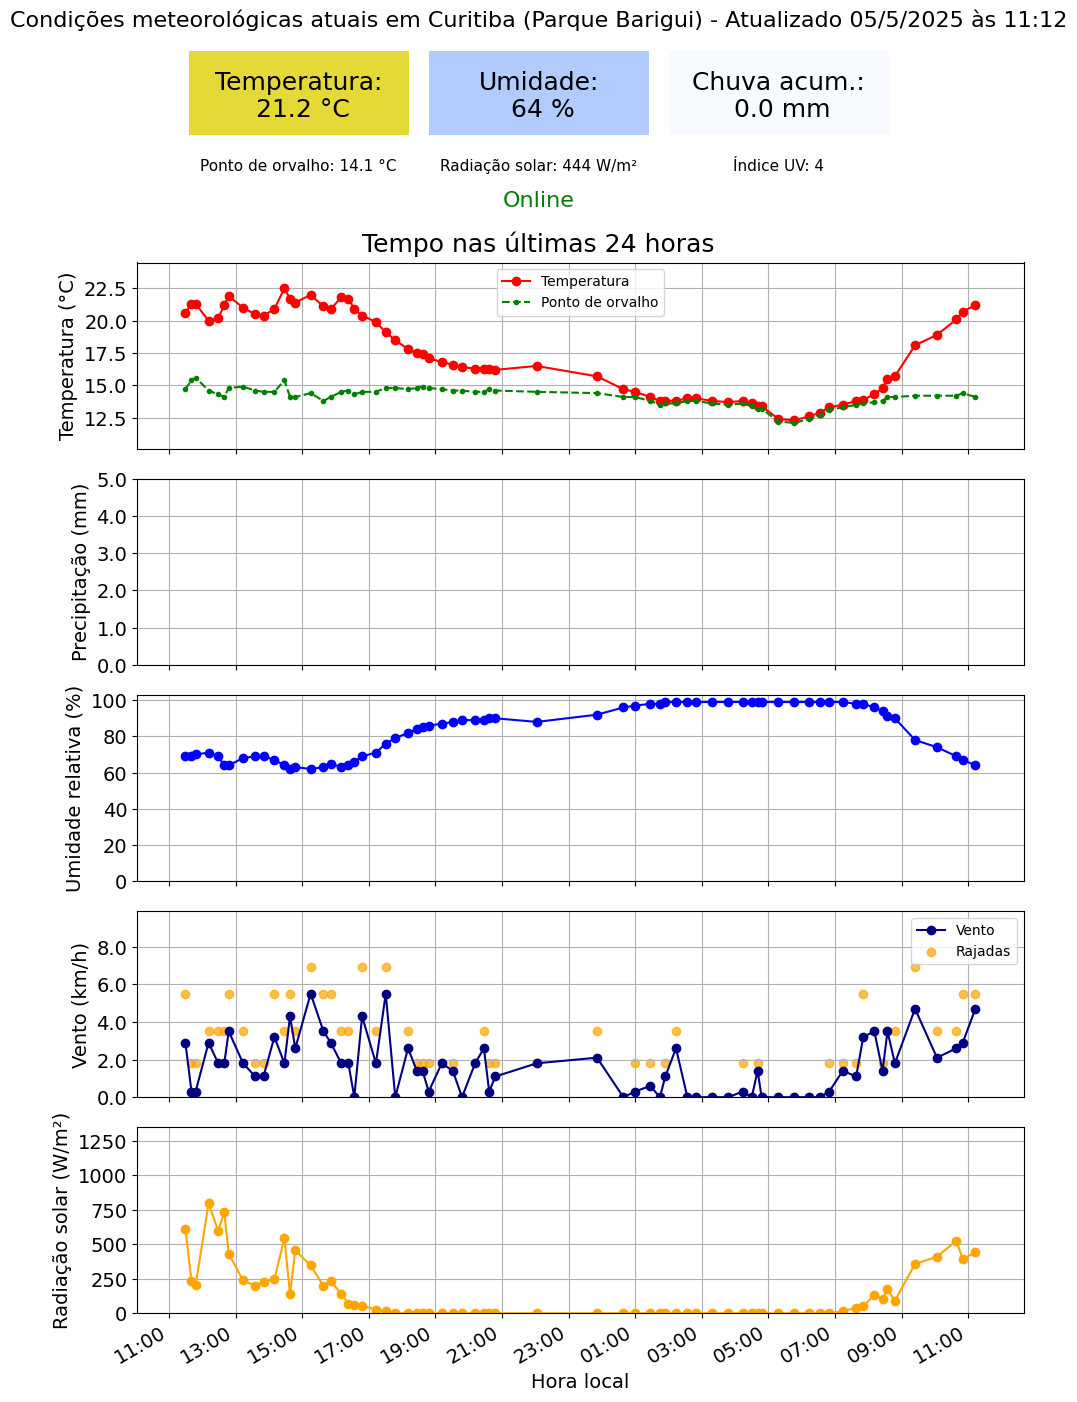 Condições meteorológicas atuais em Curitiba (Parque Barigui) - Atualizado 05/5/2025 às 11:12
Temperatura:
21.2 °C
Umidade:
64 %
Chuva acum.:
0.0 mm
Ponto de orvalho: 14.1 °C
Radiação solar: 444 W/m²
Índice UV: 4
Online
Tempo nas últimas 24 horas
Temperatura (°C)
22.5
20.0
17.5
15.0
12.5
Temperatura
Ponto de orvalho
Precipitação (mm)
5.0
4.0
3.0
2.0
1.0
0.0
Umidade relativa (%)
100
80
60
40
20
0
Vento (km/h)
8.0
6.0
4.0
2.0
0.0
Vento
Rajadas
Radiação solar (W/m²)
1250
1000
750
500
250
0
11:00
13:00
15:00
17:00
19:00
21:00
23:00
01:00
03:00
05:00
07:00
09:00
11:00
Hora local